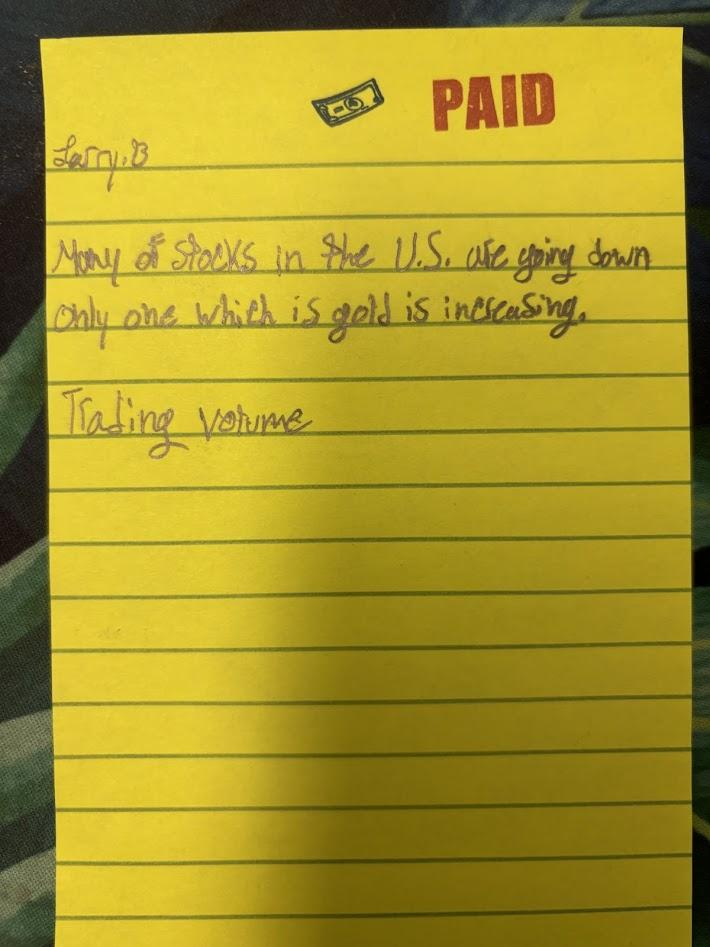 PAID
Larry.B
Many of stocks in the U.S. are going down
Only one which is gold is increasing.
Trading volume